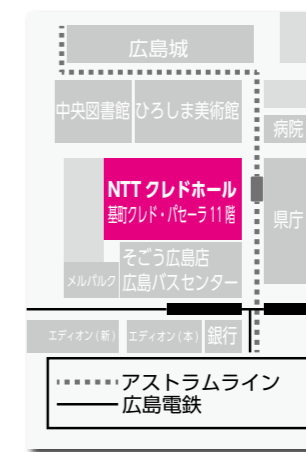 広島城
中央図書館
ひろしま美術館
病院
NTT クレドホール
基町クレド・パセーラ 11 階
県庁
そごう広島店
メルパルク
広島バスセンター
エディオン(新)
エディオン(本)
銀行
アストラムライン
広島電鉄